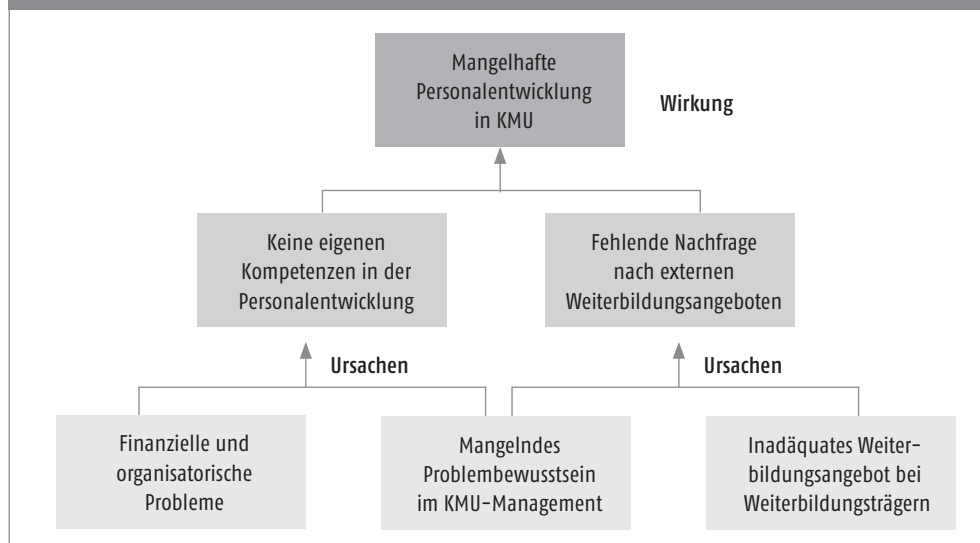 Mangelhafte
Personalentwicklung
in KMU
Wirkung
Keine eigenen
Kompetenzen in der
Personalentwicklung
Fehlende Nachfrage
nach externen
Weiterbildungsangeboten
Ursachen
Ursachen
Finanzielle und
organisatorische
Probleme
Mangelndes
Problembewusstsein
im KMU-Management
Inadäquates Weiter-
bildungsangebot bei
Weiterbildungsträgern